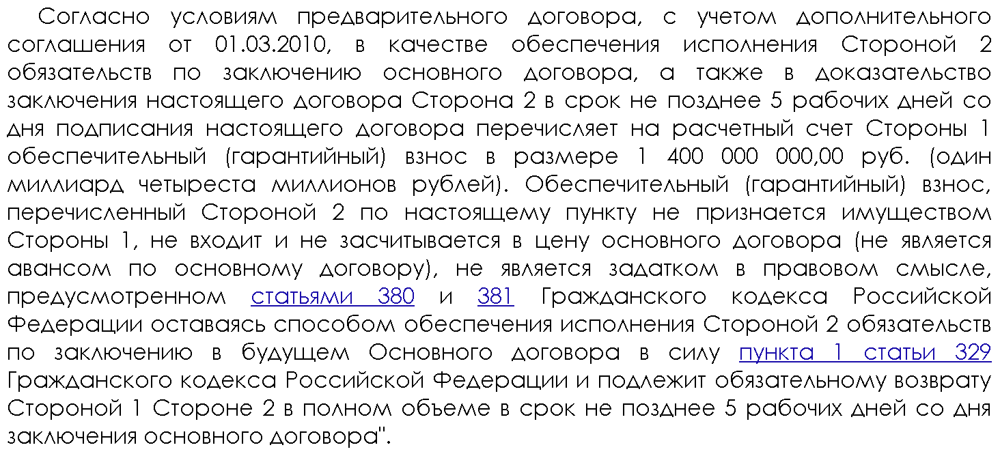 Согласно условиям предварительного договора, с учетом дополнительного
соглашения от 01.03.2010, в качестве обеспечения исполнения Стороной 2
обязательств по заключению основного договора, а также в доказательство
заключения настоящего договора Сторона 2 в срок не позднее 5 рабочих дней со
дня подписания настоящего договора перечисляет на расчетный счет Стороны 1
обеспечительный (гарантийный) взнос в размере 1 400 000 000,00 руб. (один
миллиард четыреста миллионов рублей). Обеспечительный (гарантийный) взнос,
перечисленный Стороной 2 по настоящему пункту не признается имуществом
Стороны 1, не входит и не засчитывается в цену основного договора (не является
авансом по основному договору), не является задатком в правовом смысле,
предусмотренном статьями 380 и 381 Гражданского кодекса Российской
Федерации оставаясь способом обеспечения исполнения Стороной 2 обязательств
по заключению в будущем Основного договора в силу пункта 1 статьи 329
Гражданского кодекса Российской Федерации и подлежит обязательному возврату
Стороной 1 Стороне 2 в полном объеме в срок не позднее 5 рабочих дней со дня
заключения основного договора".